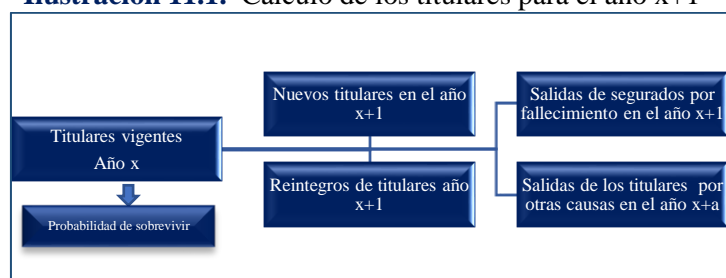 Ilustración 11.1. Cálculo de los titulares para el año x+1
Nuevos titulares en el año
x+1
Salidas de segurados por
fallecimiento en el año x+1
Titulares vigentes
Año x
Reintegros de titulares año
x+1
Salidas de los titulares por
otras causas en el año x+a
Probabilidad de sobrevivir